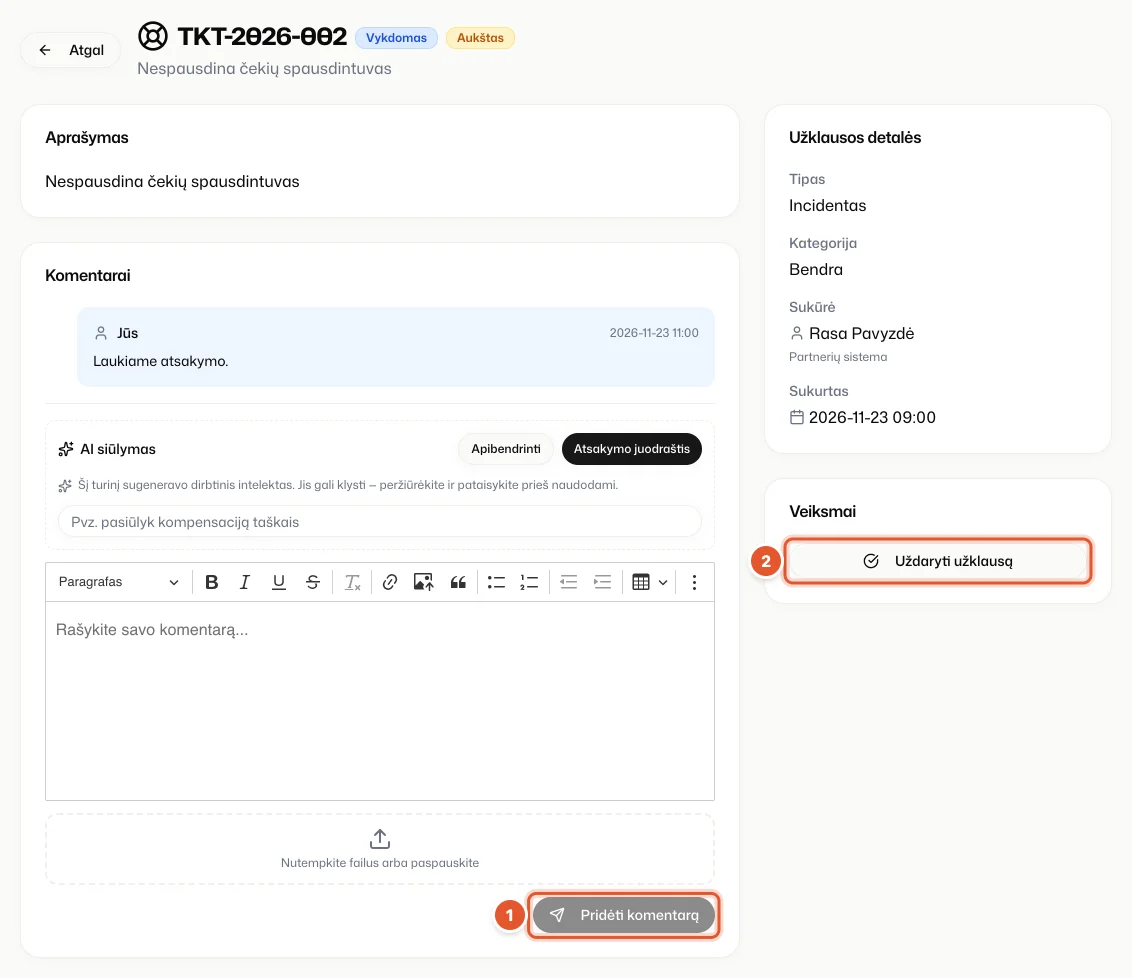 Atgal
TKT-2026-002
Vykdomas
Aukštas
Nespausdina čekių spausdintuvas
Aprašymas
Nespausdina čekių spausdintuvas
Komentarai
Jūs
2026-11-23 11:00
Laukiame atsakymo.
AI siūlymas
Apibendrinti
Atsakymo juodraštis
Šį turinį sugeneravo dirbtinis intelektas. Jis gali klysti – peržiūrėkite ir pataisykite prieš naudodami.
Pvz. pasiūlyk kompensaciją taškais
Paragrafas
Rašykite savo komentarą...
Nutempkite failus arba paspauskite
1
Pridėti komentarą
Užklausos detalės
Tipas
Incidentas
Kategorija
Bendra
Sukūrė
Rasa Pavyzdė
Partnerių sistema
Sukurtas
2026-11-23 09:00
Veiksmai
2
Uždaryti užklausą